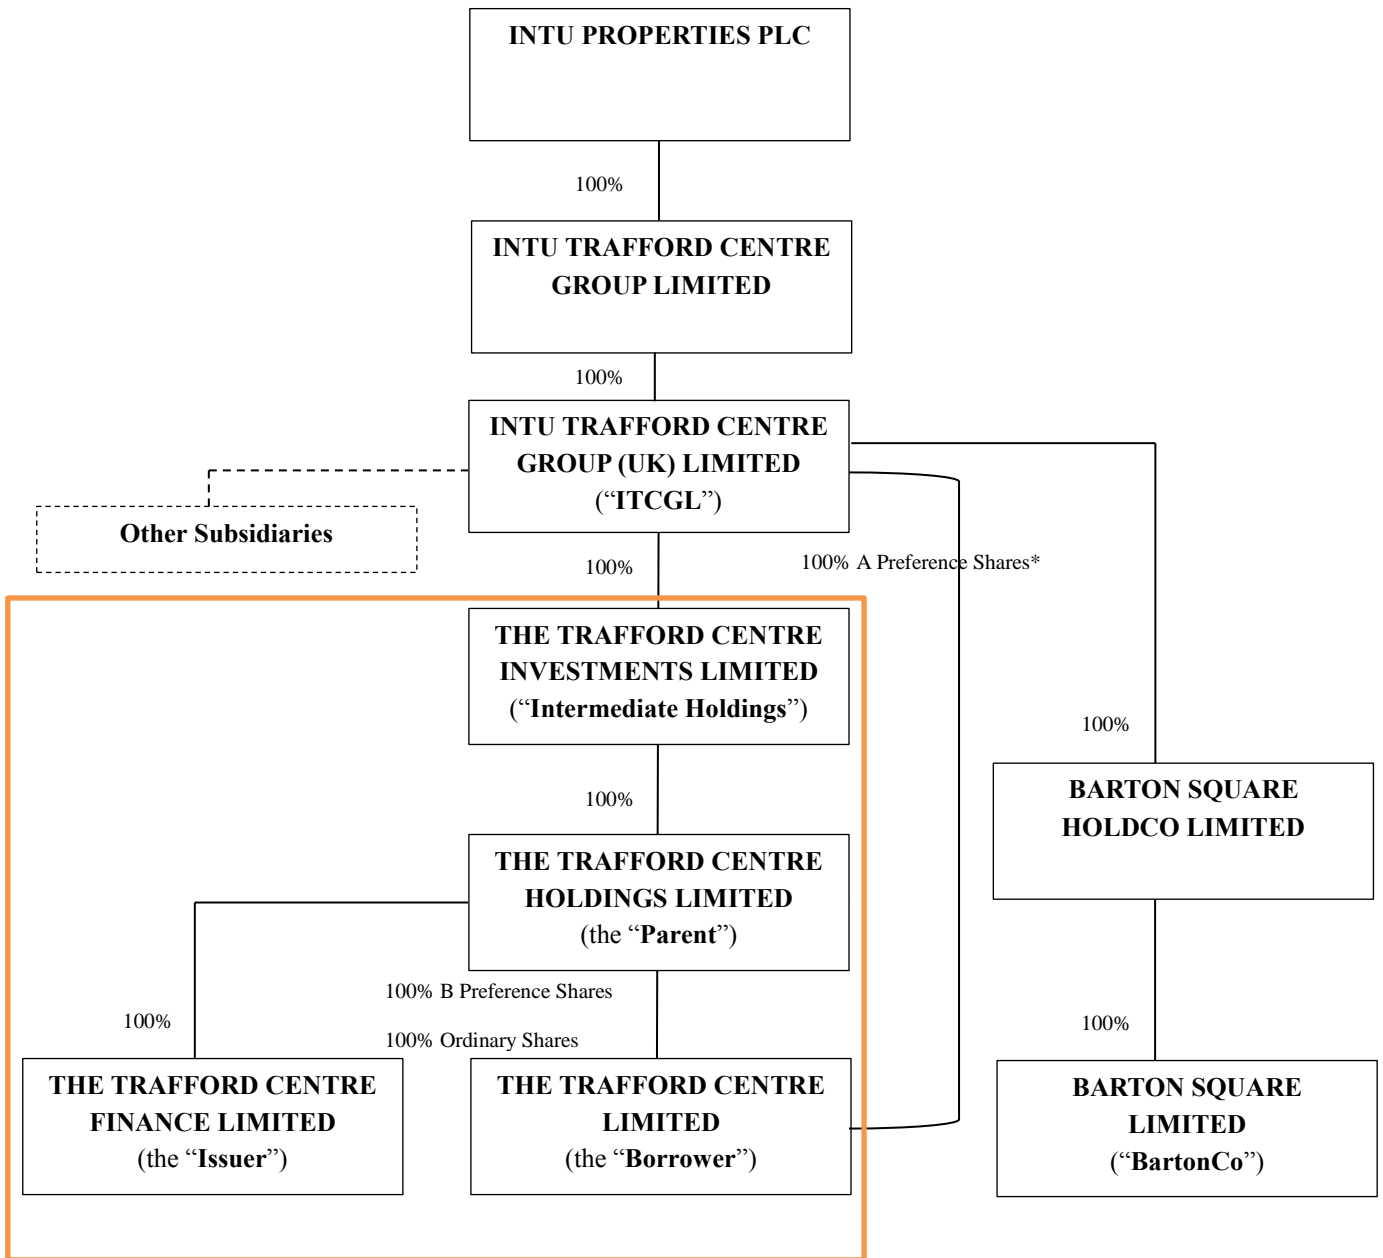 INTU PROPERTIES PLC
100%
INTU TRAFFORD CENTRE
GROUP LIMITED
100%
INTU TRAFFORD CENTRE
GROUP (UK) LIMITED
(“ITCGL”)
Other Subsidiaries
100%
100% A Preference Shares*
THE TRAFFORD CENTRE
INVESTMENTS LIMITED
(“Intermediate Holdings”)
100%
100%
BARTON SQUARE
HOLDCO LIMITED
THE TRAFFORD CENTRE
HOLDINGS LIMITED
(the “Parent”)
100% B Preference Shares
100%
100% Ordinary Shares
100%
THE TRAFFORD CENTRE
FINANCE LIMITED
(the “Issuer”)
THE TRAFFORD CENTRE
LIMITED
(the “Borrower”)
BARTON SQUARE
LIMITED
(“BartonCo”)